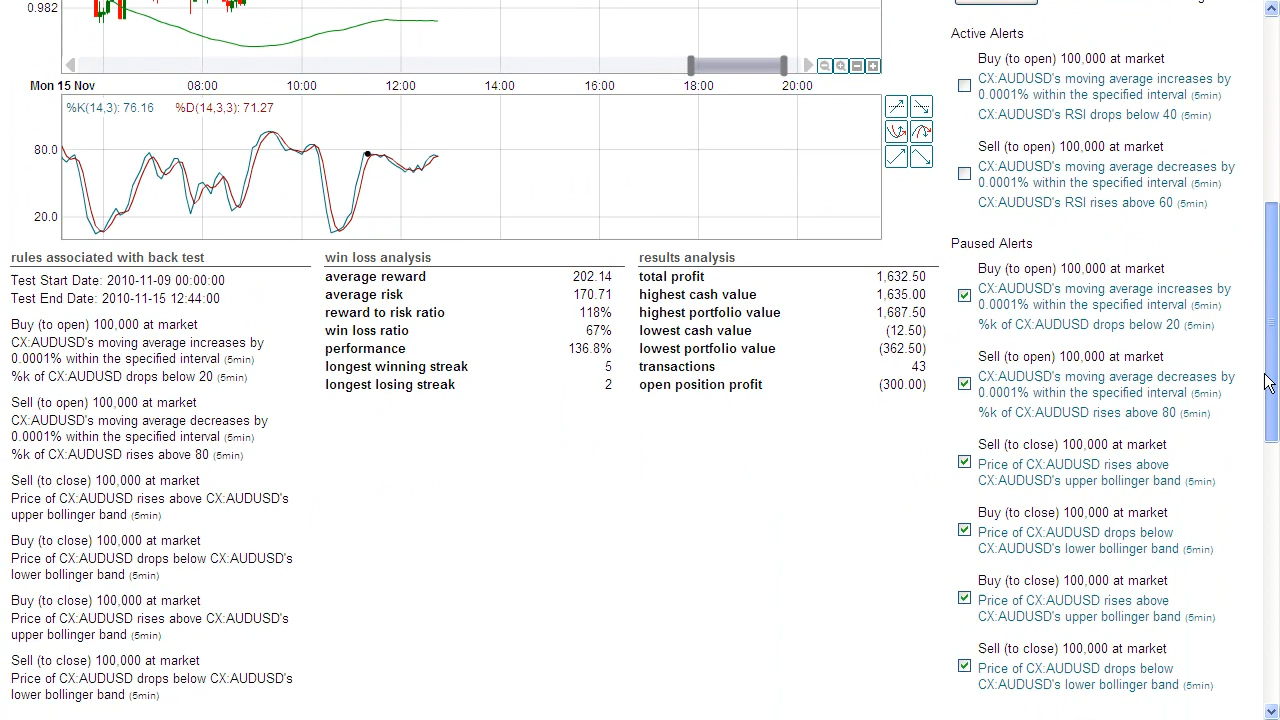 0.982
Mon 15 Nov
08:00
10:00
12:00
14:00
16:00
18:00
20:00
%K(14,3): 76.16
%D(14,3,3): 71.27
80.0
20.0
rules associated with back test
Test Start Date: 2010-11-09 00:00:00
Test End Date: 2010-11-15 12:44:00
Buy (to open) 100,000 at market
CX:AUDUSD's moving average increases by
0.0001% within the specified interval (5min)
%k of CX:AUDUSD drops below 20 (5min)
Sell (to open) 100,000 at market
CX:AUDUSD's moving average decreases by
0.0001% within the specified interval (5min)
%k of CX:AUDUSD rises above 80 (5min)
Sell (to close) 100,000 at market
Price of CX:AUDUSD rises above CX:AUDUSD's
upper bollinger band (5min)
Buy (to close) 100,000 at market
Price of CX:AUDUSD drops below CX:AUDUSD's
lower bollinger band (5min)
Buy (to close) 100,000 at market
Price of CX:AUDUSD rises above CX:AUDUSD's
upper bollinger band (5min)
Sell (to close) 100,000 at market
Price of CX:AUDUSD drops below CX:AUDUSD's
lower bollinger band (5min)
win loss analysis
average reward 202.14
average risk 170.71
reward to risk ratio 118%
win loss ratio 67%
performance 136.8%
longest winning streak 5
longest losing streak 2
results analysis
total profit 1,632.50
highest cash value 1,635.00
highest portfolio value 1,687.50
lowest cash value (12.50)
lowest portfolio value (362.50)
transactions 43
open position profit (300.00)
Active Alerts
Buy (to open) 100,000 at market
CX:AUDUSD's moving average increases by
0.0001% within the specified interval (5min)
CX:AUDUSD's RSI drops below 40 (5min)
Sell (to open) 100,000 at market
CX:AUDUSD's moving average decreases by
0.0001% within the specified interval (5min)
CX:AUDUSD's RSI rises above 60 (5min)
Paused Alerts
Buy (to open) 100,000 at market
CX:AUDUSD's moving average increases by
0.0001% within the specified interval (5min)
%k of CX:AUDUSD drops below 20 (5min)
Sell (to open) 100,000 at market
CX:AUDUSD's moving average decreases by
0.0001% within the specified interval (5min)
%k of CX:AUDUSD rises above 80 (5min)
Sell (to close) 100,000 at market
Price of CX:AUDUSD rises above
CX:AUDUSD's upper bollinger band (5min)
Buy (to close) 100,000 at market
Price of CX:AUDUSD drops below
CX:AUDUSD's lower bollinger band (5min)
Buy (to close) 100,000 at market
Price of CX:AUDUSD rises above
CX:AUDUSD's upper bollinger band (5min)
Sell (to close) 100,000 at market
Price of CX:AUDUSD drops below
CX:AUDUSD's lower bollinger band (5min)